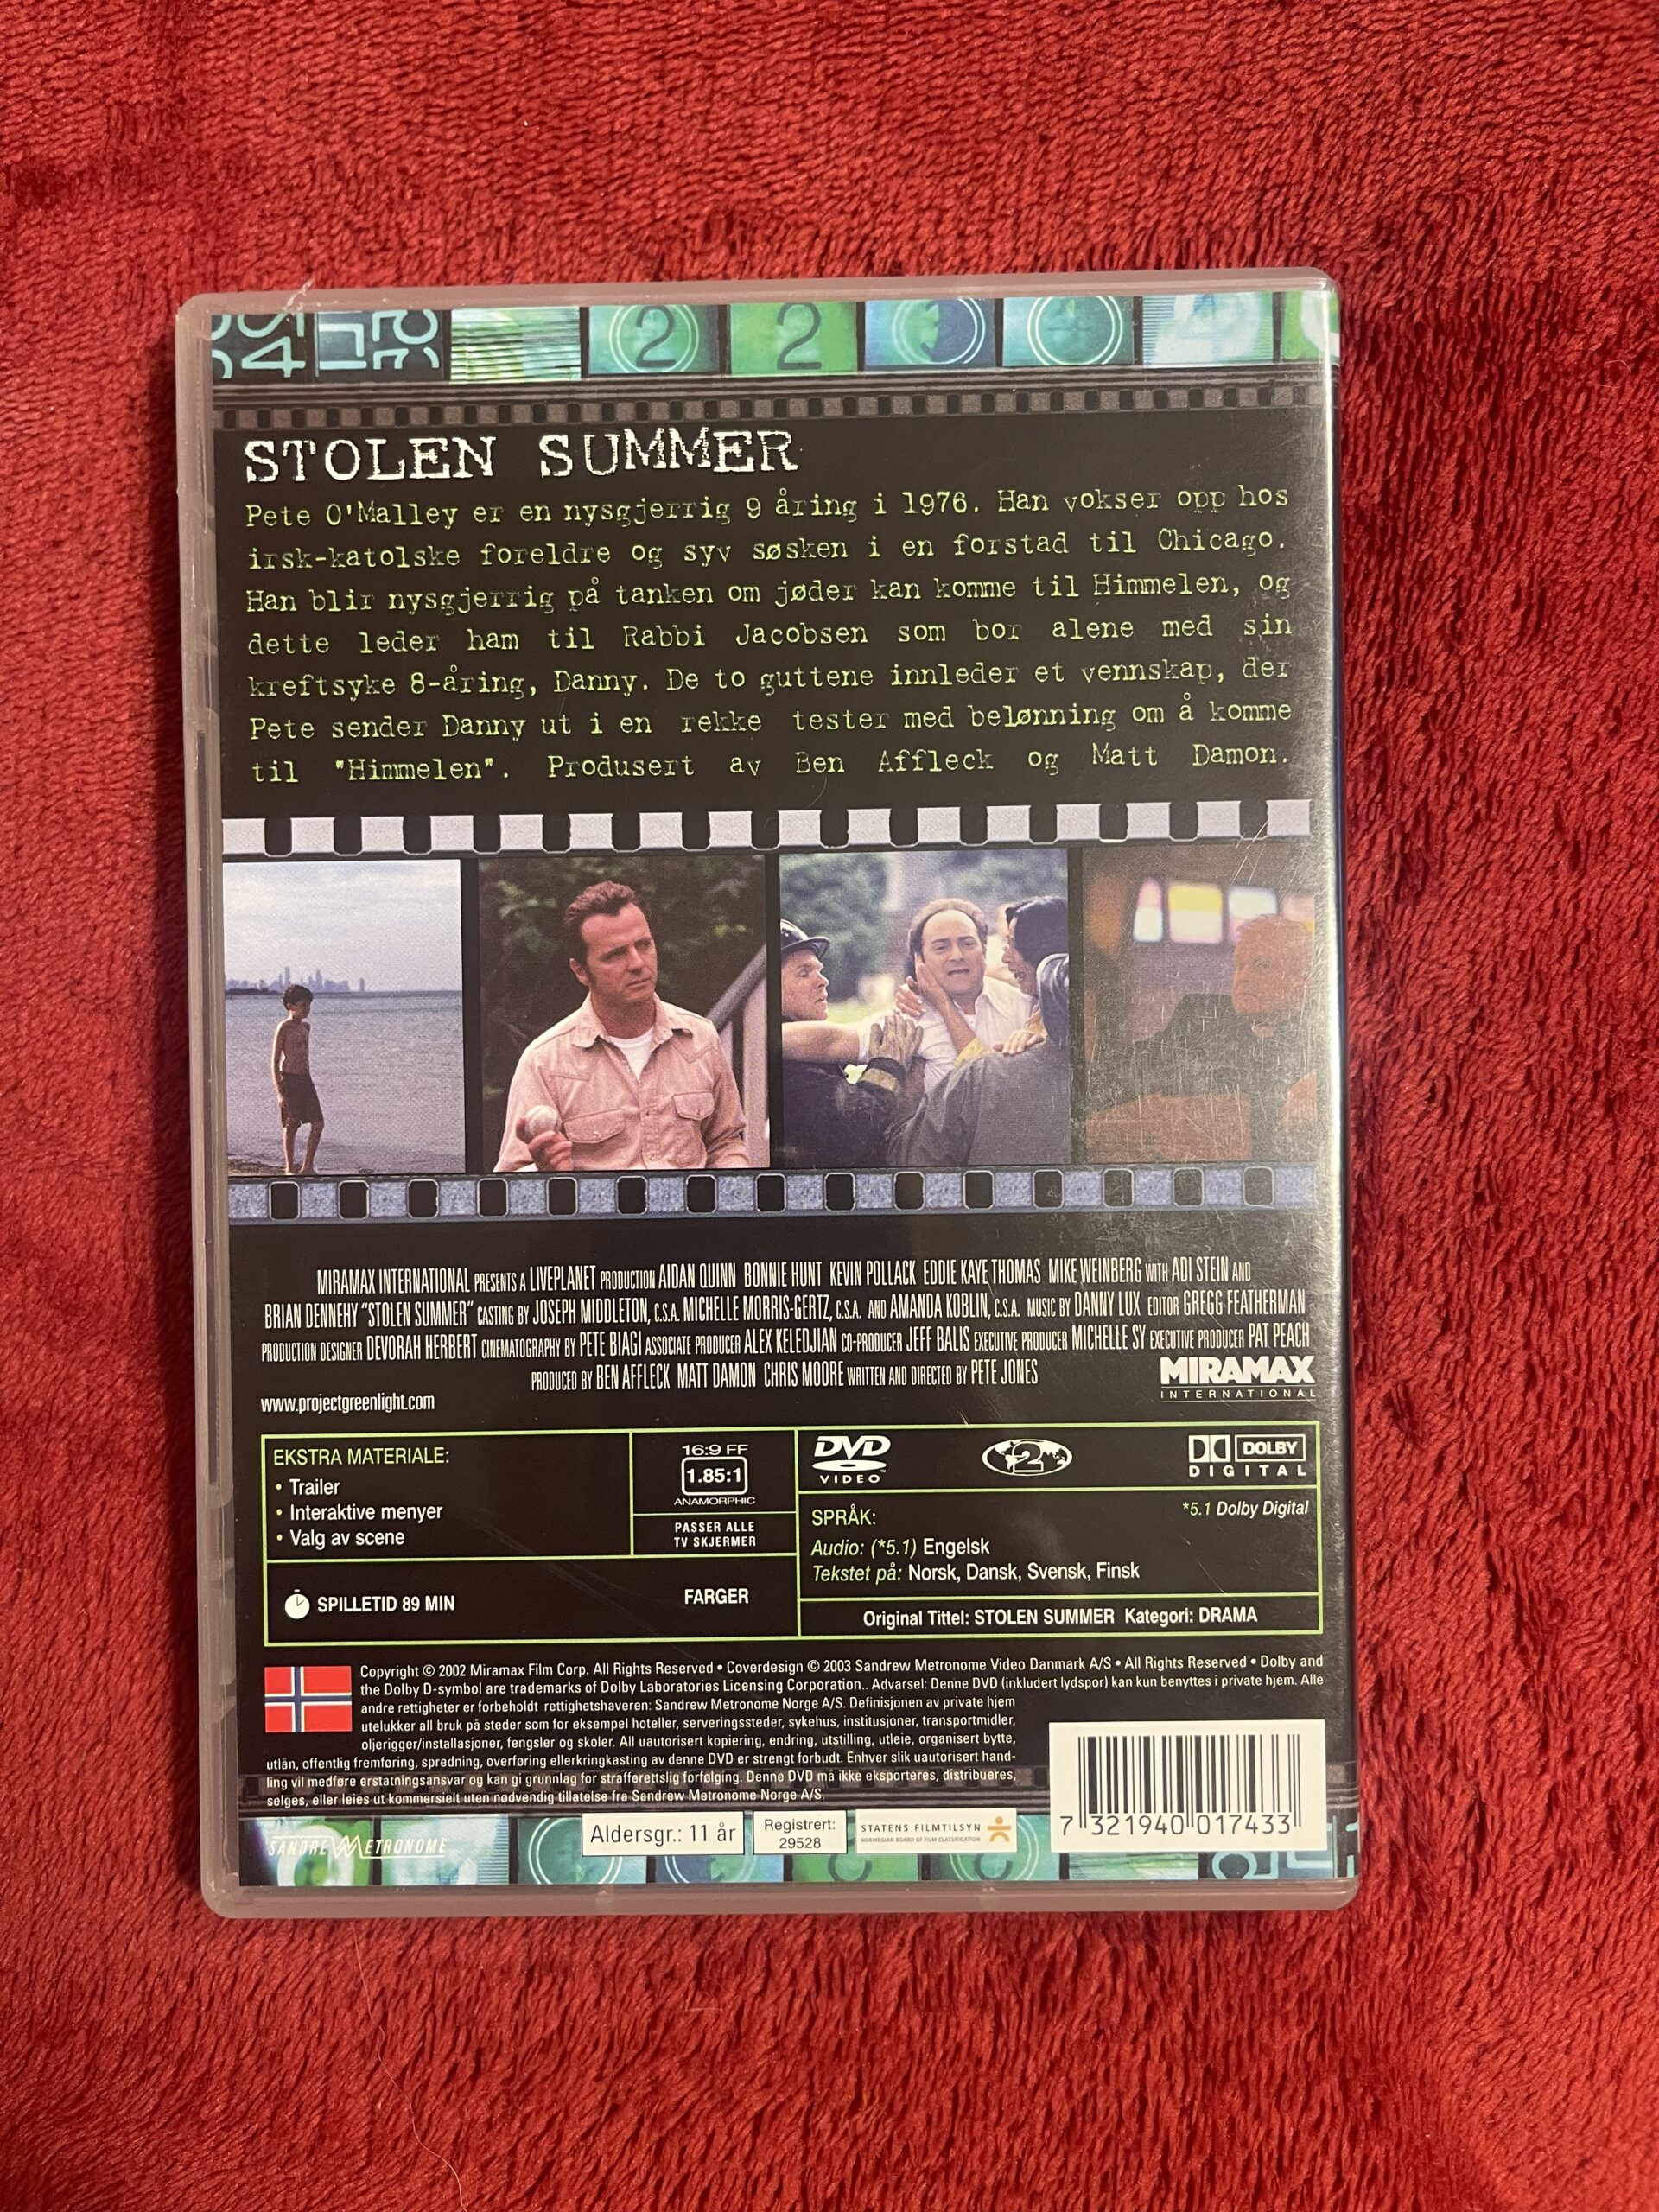 STOLEN SUMMER
Pete O'Malley er en nysgjerrig 9 åring i 1976. Han vokser opp hos
irsk-katolske foreldre og syv søsken i en forstad til Chicago.
Han blir nysgjerrig på tanken om jøder kan komme til Himmelen, og
dette leder ham til Rabbi Jacobsen som bor alene med sin
kreftsyke 8-åring, Danny. De to guttene innleder et vennskap, der
Pete sender Danny ut i en rekke tester med belønning om å komme
til "Himmelen". Produsert av Ben Affleck og Matt Damon.
MIRAMAX INTERNATIONAL PRESENTS A LIVEPLANET PRODUCTION AIDAN QUINN BONNIE HUNT KEVIN POLLACK EDDIE KAYE THOMAS MIKE WEINBERG WITH ADI STEIN AND
BRIAN DENNEHY "STOLEN SUMMER" CASTING BY JOSEPH MIDDLETON, C.S.A. MICHELLE MORRIS-GERTZ, C.S.A. AND AMANDA KOBLIN, C.S.A. MUSIC BY DANNY LUX EDITOR GREGG FEATHERMAN
PRODUCTION DESIGNER DEVORAH HERBERT CINEMATOGRAPHY BY PETE BIAGI ASSOCIATE PRODUCER ALEX KELEDJIAN CO-PRODUCER JEFF BALIS EXECUTIVE PRODUCER MICHELLE SY EXECUTIVE PRODUCER PAT PEACH
PRODUCED BY BEN AFFLECK MATT DAMON CHRIS MOORE WRITTEN AND DIRECTED BY PETE JONES
MIRAMAX
INTERNATIONAL
www.projectgreenlight.com
EKSTRA MATERIALE:
• Trailer
• Interaktive menyer
• Valg av scene
16:9 FF
1.85:1
ANAMORPHIC
PASSER ALLE
TV SKJERMER
SPILLETID 89 MIN
FARGER
DVD
VIDEO
2
DOLBY
DIGITAL
SPRÅK:
*5.1 Dolby Digital
Audio: (*5.1) Engelsk
Tekstet på: Norsk, Dansk, Svensk, Finsk
Original Tittel: STOLEN SUMMER Kategori: DRAMA
Copyright © 2002 Miramax Film Corp. All Rights Reserved • Coverdesign © 2003 Sandrew Metronome Video Danmark A/S • All Rights Reserved • Dolby and
the Dolby D-symbol are trademarks of Dolby Laboratories Licensing Corporation.. Advarsel: Denne DVD (inkludert lydspor) kan kun benyttes i private hjem. Alle
andre rettigheter er forbeholdt rettighetshaveren: Sandrew Metronome Norge A/S. Definisjonen av private hjem
utelukker all bruk på steder som for eksempel hoteller, serveringssteder, sykehus, institusjoner, transportmidler,
oljerigger/installasjoner, fengsler og skoler. All uautorisert kopiering, endring, utstilling, utleie, organisert bytte,
utlån, offentlig fremføring, spredning, overføring ellerkringkasting av denne DVD er strengt forbudt. Enhver slik uautorisert hand-
ling vil medføre erstatningsansvar og kan gi grunnlag for strafferettslig forfølging. Denne DVD må ikke eksporteres, distribueres,
selges, eller leies ut kommersielt uten nødvendig tillatelse fra Sandrew Metronome Norge A/S.
SANDREW METRONOME
Aldersgr.: 11 år
Registrert:
29528
STATENS FILMTILSYN
NORWEGIAN BOARD OF FILM CLASSIFICATION
7 321940 017433